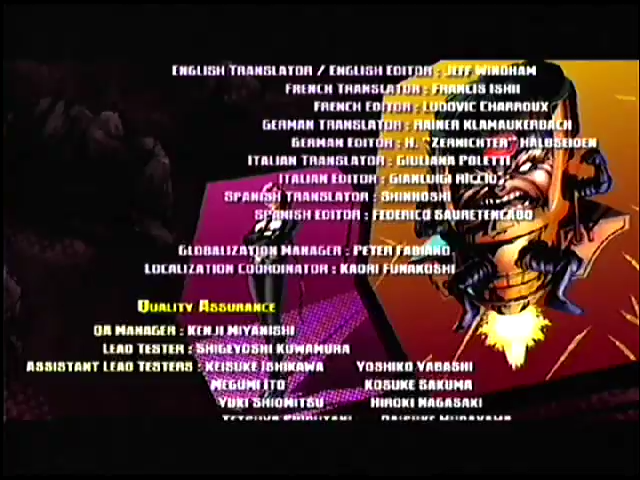 English Translator / English Editor : Jeff Windham
French Translator : Francis Ishii
French Editor : Ludovic Charroux
German Translator : Rainer Klamaukerbach
German Editor : H. "Zernichter" Halbseiden
Italian Translator : Giuliana Poletti
Italian Editor : Gianluigi Riccio
Spanish Translator : Shinhoshi
Spanish Editor : Federico Sauretencabo
Globalization Manager : Peter Fabiano
Localization Coordinator : Kaori Funakoshi
Quality Assurance
QA Manager : Kenji Miyanishi
Lead Tester : Shigeyoshi Kuwamura
Assistant Lead Testers : Keisuke Ishikawa Yoshiko Yabashi
Megumi Ito Kosuke Sakuma
Yuki Shiomitsu Hiroki Nagasaki
Daisuke Murayama